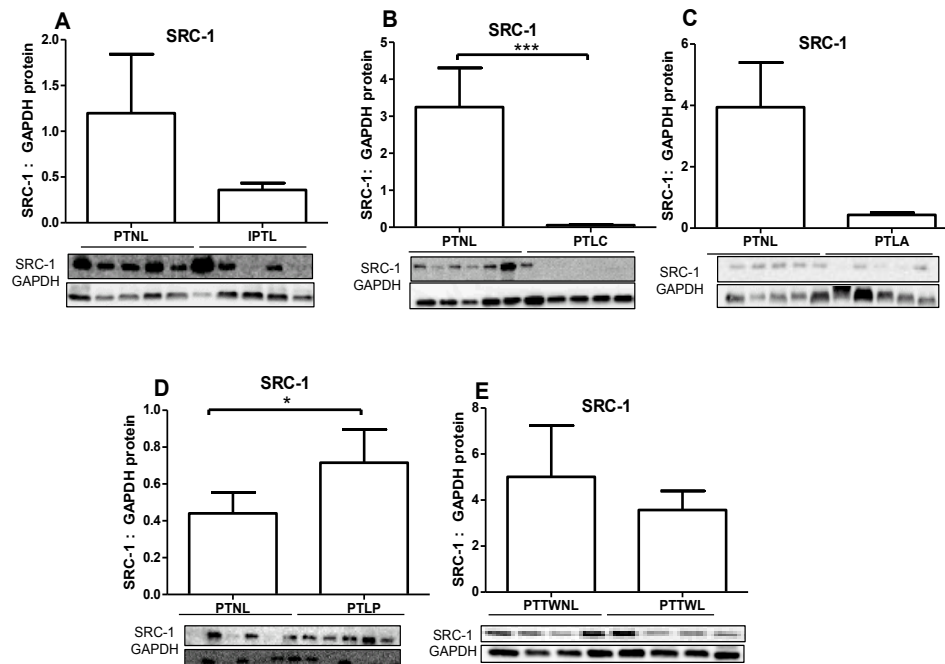 A
SRC-1
SRC-1 : GAPDH protein
2.0
1.5
1.0
0.5
0.0
PTNL IPTL
SRC-1
GAPDH
B
SRC-1
***
SRC-1 : GAPDH protein
5
4
3
2
1
0
PTNL PTLC
SRC-1
GAPDH
C
SRC-1
SRC-1 : GAPDH protein
6
4
2
0
PTNL PTLA
SRC-1
GAPDH
D
SRC-1
*
SRC-1 : GAPDH protein
1.0
0.8
0.6
0.4
0.2
0.0
PTNL PTLP
SRC-1
GAPDH
E
SRC-1
SRC-1 : GAPDH protein
8
6
4
2
0
PTTWNL PTTWL
SRC-1
GAPDH